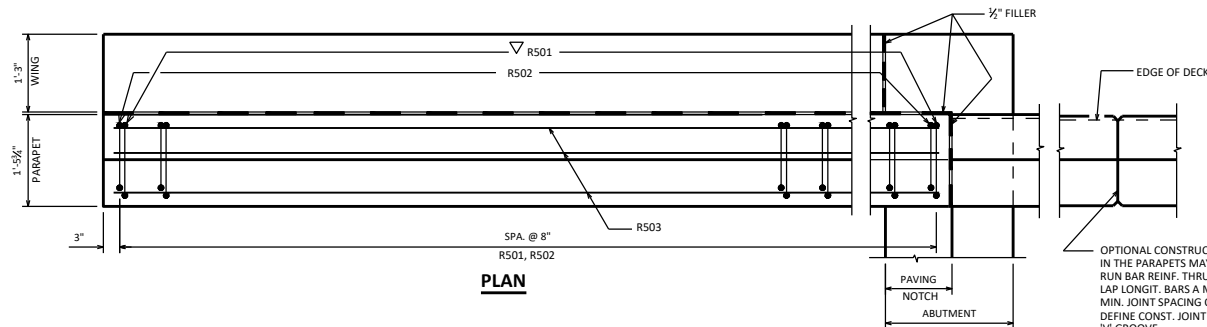 ½" FILLER
R501
R502
EDGE OF DECK
1'-3"
WING
1'-5¾"
PARAPET
R503
3"
SPA. @ 8"
R501, R502
PLAN
PAVING
NOTCH
ABUTMENT
OPTIONAL CONSTRUC
IN THE PARAPETS MA
RUN BAR REINF. THRU
LAP LONGIT. BARS A M
MIN. JOINT SPACING O
DEFINE CONST. JOINT
'V' GROOVE